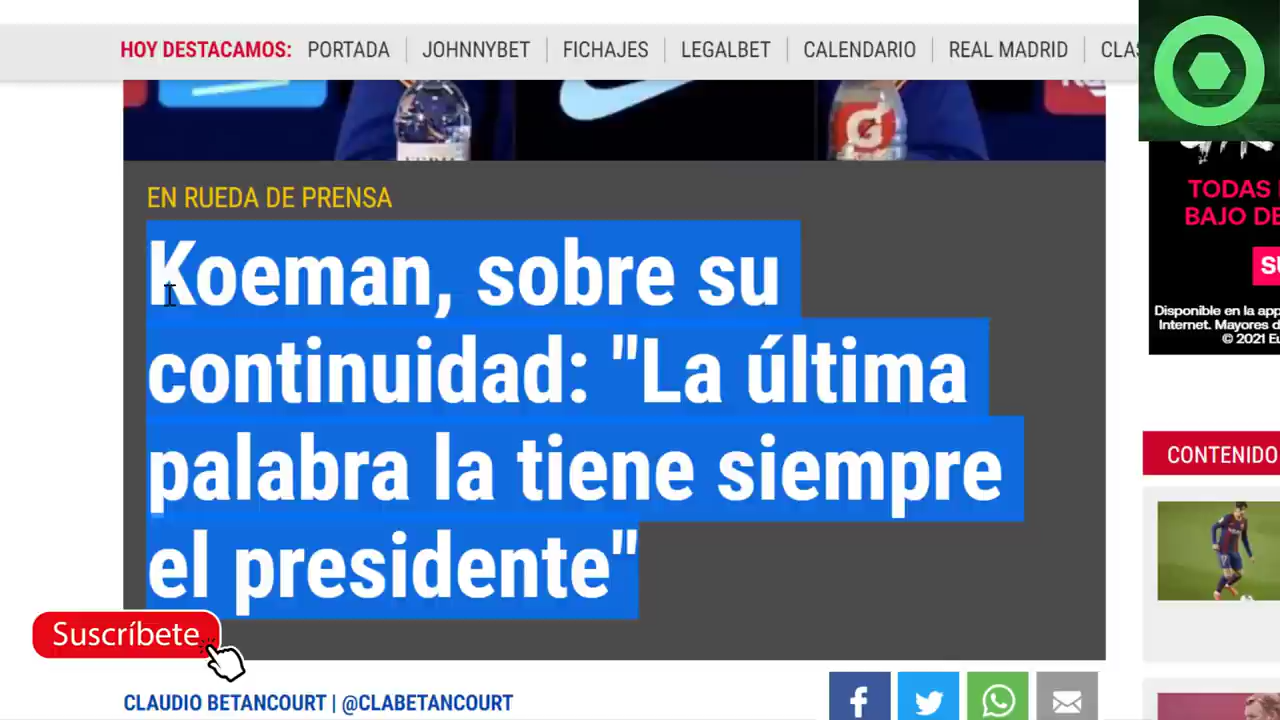 HOY DESTACAMOS: PORTADA JOHNNYBET FICHAJES LEGALBET CALENDARIO REAL MADRID
G
TODAS
BAJO
Disponible en la app
Internet. Mayores
© 2021
EN RUEDA DE PRENSA
Koeman, sobre su
continuidad: "La última
palabra la tiene siempre
el presidente"
CONTENIDO
Suscríbete
CLAUDIO BETANCOURT | @CLABETANCOURT